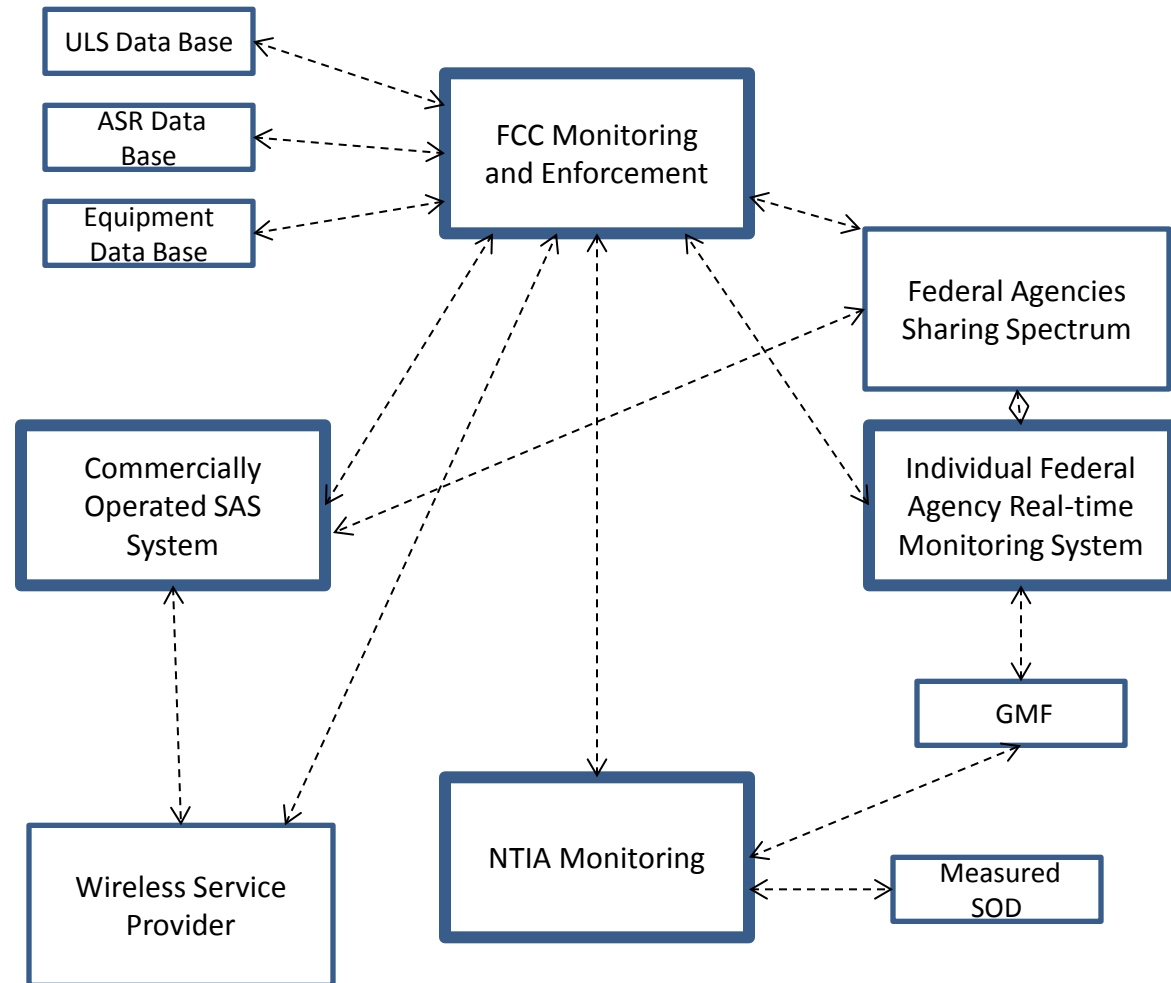 ULS Data Base
ASR Data
Base
Equipment
Data Base
FCC Monitoring
and Enforcement
Federal Agencies
Sharing Spectrum
Commercially
Operated SAS
System
Individual Federal
Agency Real-time
Monitoring System
GMF
Wireless Service
Provider
NTIA Monitoring
Measured
SOD